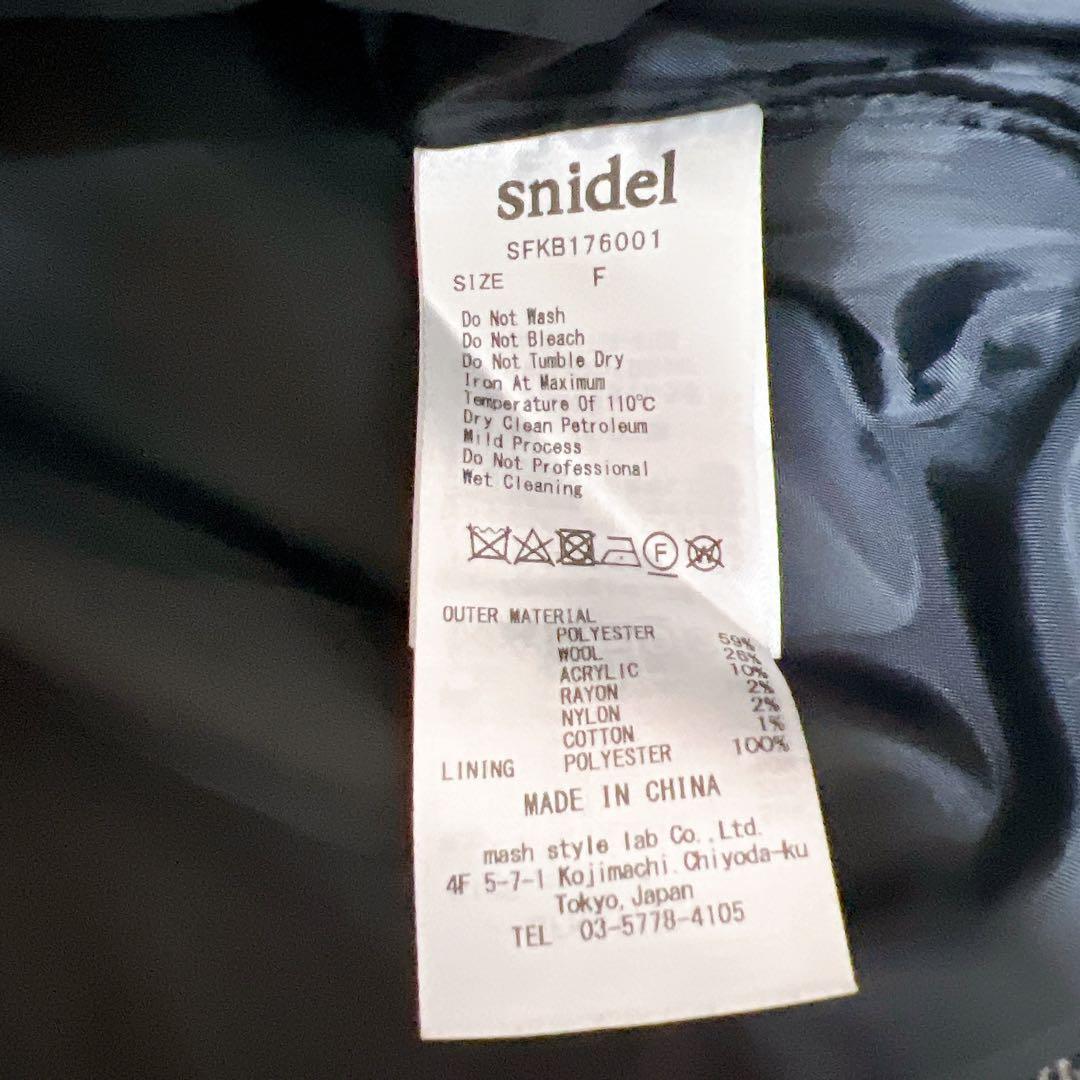 snidel
SFKB176001
SIZE F
Do Not Wash
Do Not Bleach
Do Not Tumble Dry
Iron At Maximum
Temperature Of 110℃
Dry Clean Petroleum
Mild Process
Do Not Professional
Wet Cleaning
F W
OUTER MATERIAL
POLYESTER 59%
WOOL 26%
ACRYLIC 10%
RAYON 2%
NYLON 2%
COTTON 1%
LINING POLYESTER 100%
MADE IN CHINA
mash style lab Co.,Ltd.
4F 5-7-1 Kojimachi.Chiyoda-ku
Tokyo,Japan
TEL 03-5778-4105